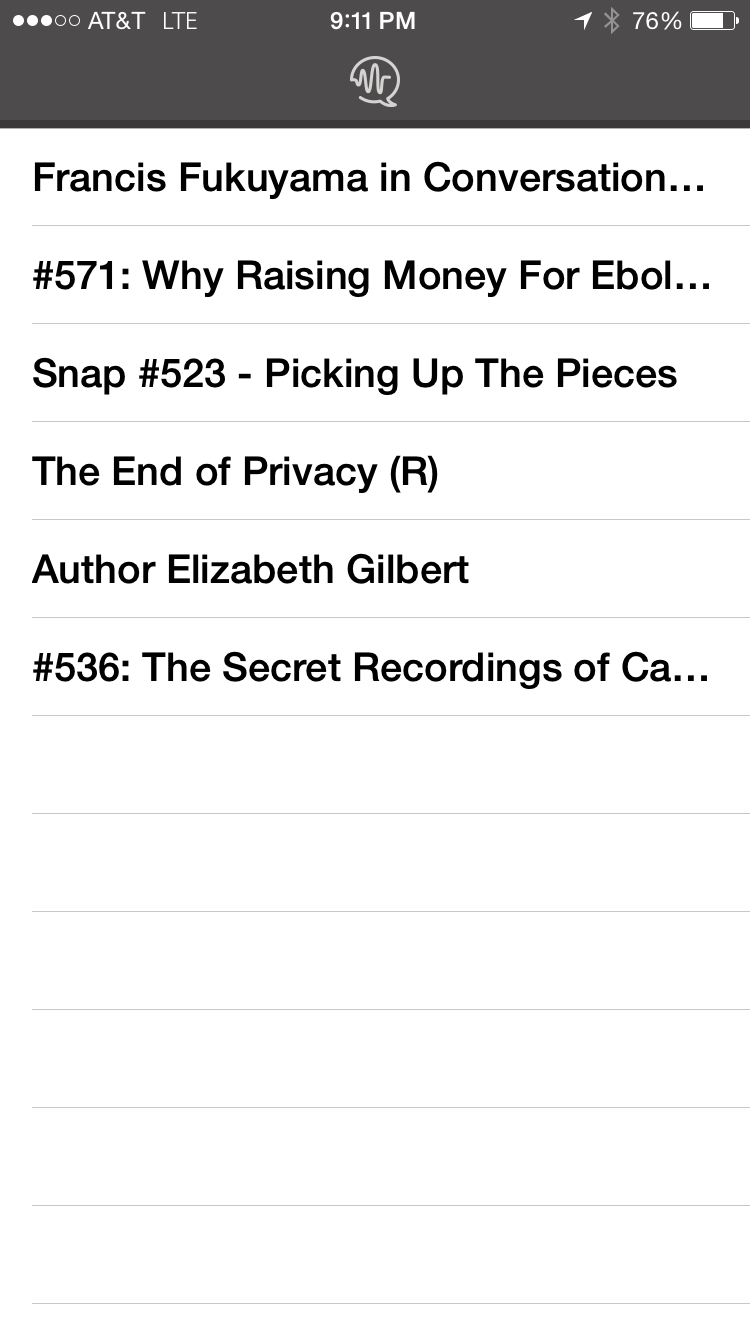 AT&T LTE 9:11 PM 76%
Francis Fukuyama in Conversation...
#571: Why Raising Money For Ebol...
Snap #523 - Picking Up The Pieces
The End of Privacy (R)
Author Elizabeth Gilbert
#536: The Secret Recordings of Ca...